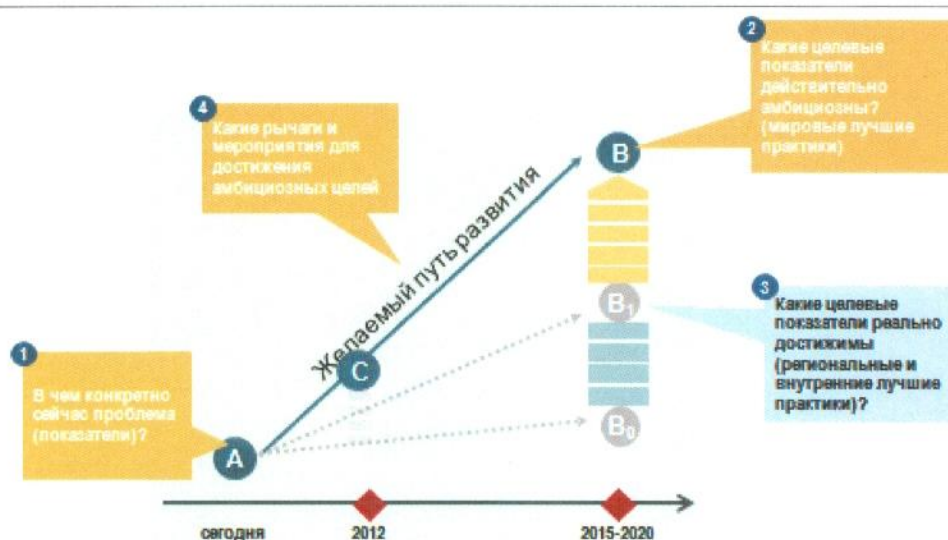 1
В чем конкретно
сейчас проблема
(показатели)?
2
Какие целевые
показатели
действительно
амбициозны?
(мировые лучшие
практики)
3
Какие целевые
показатели реально
достижимы
(региональные и
внутренние лучшие
практики)?
4
Какие рычаги и
мероприятия для
достижения
амбициозных целей
Желаемый путь развития
A
C
B
B₁
B₀
сегодня
2012
2015-2020